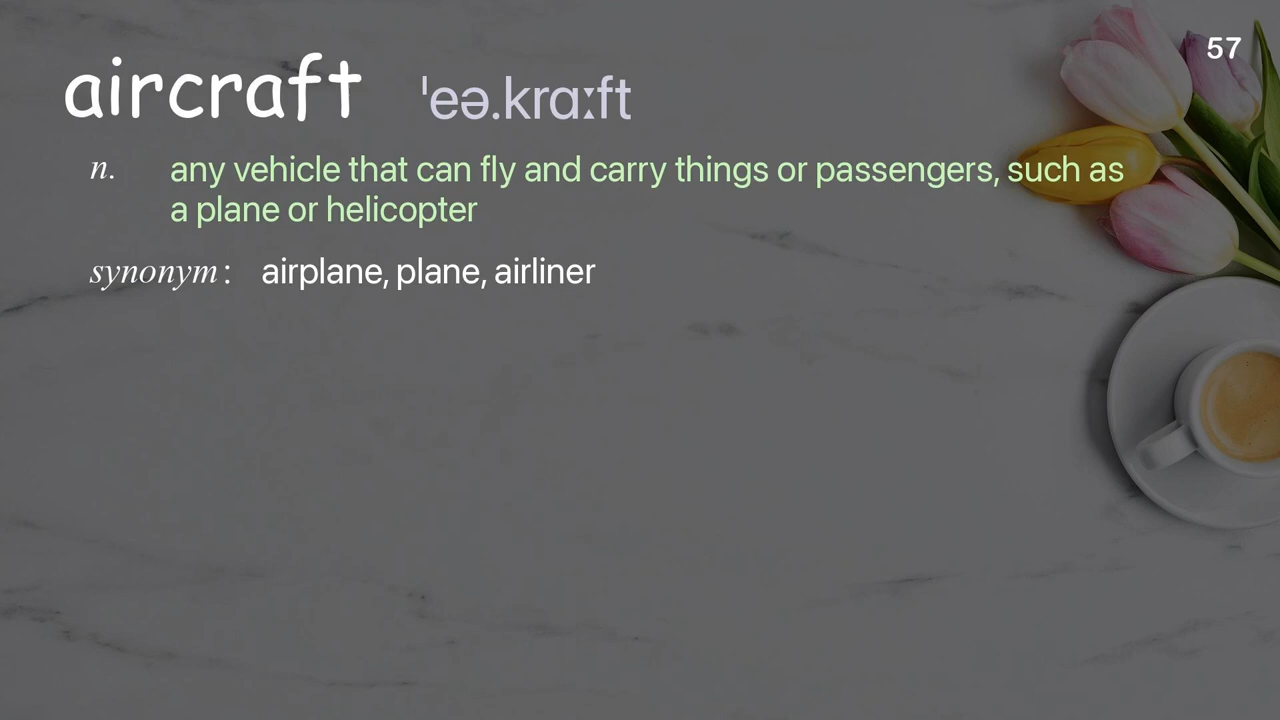 57
aircraft ˈeə.krɑːft
n. any vehicle that can fly and carry things or passengers, such as
a plane or helicopter
synonym: airplane, plane, airliner